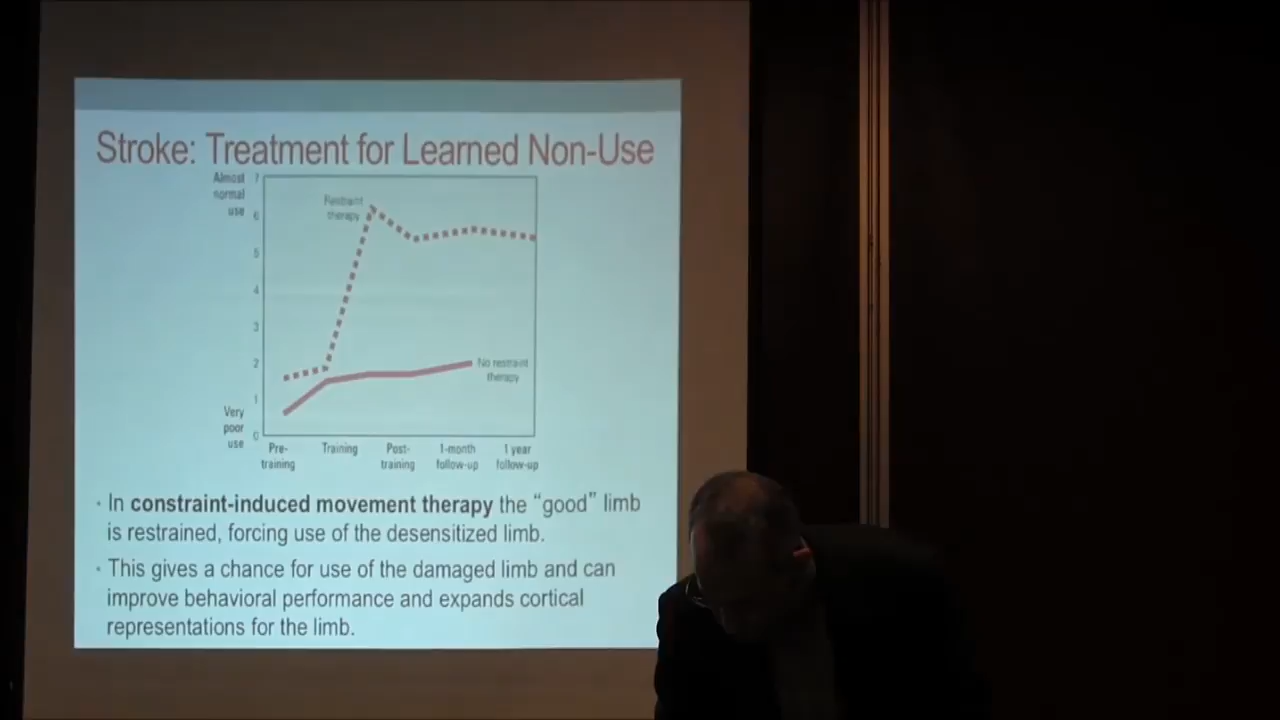 Stroke: Treatment for Learned Non-Use
Almost
normal
use
7
6
5
4
3
2
1
0
Very
poor
use
Restraint
therapy
No restraint
therapy
Pre-
training
Training
Post-
training
1-month
follow-up
1 year
follow-up
• In constraint-induced movement therapy the “good” limb
is restrained, forcing use of the desensitized limb.
• This gives a chance for use of the damaged limb and can
improve behavioral performance and expands cortical
representations for the limb.